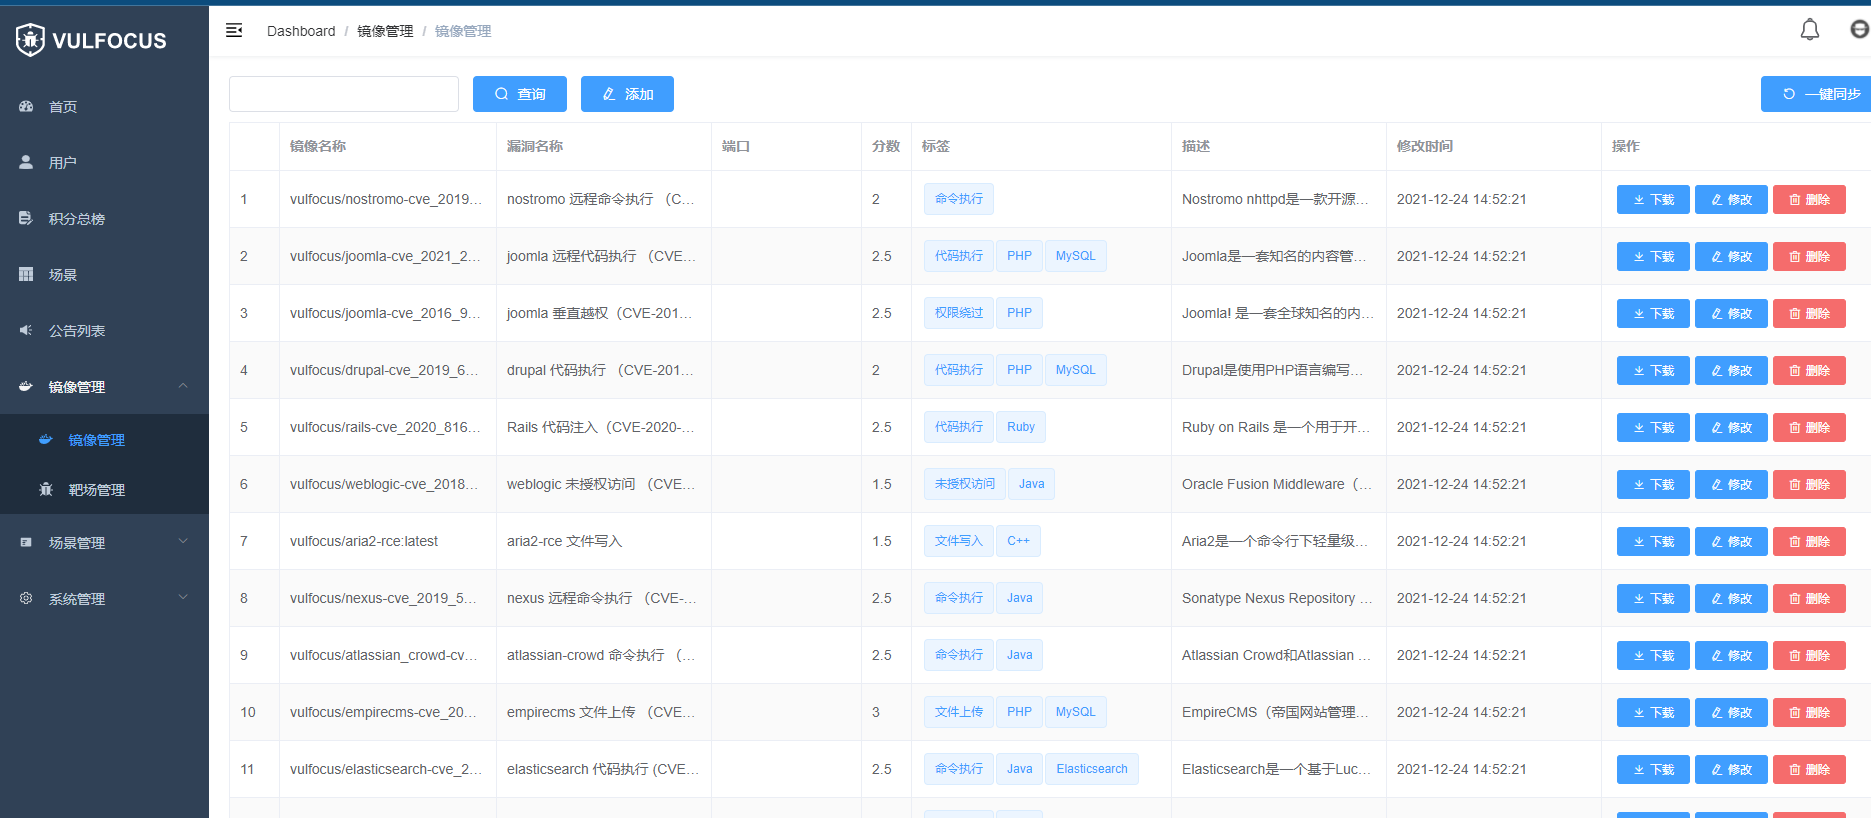 VULFOCUS
Dashboard / 镜像管理 / 镜像管理
首页
用户
积分总榜
场景
公告列表
镜像管理
镜像管理
靶场管理
场景管理
系统管理
查询 添加 一键同步
镜像名称 漏洞名称 端口 分数 标签 描述 修改时间 操作
1 vulfocus/nostromo-cve_2019... nostromo 远程命令执行 （C... 2 命令执行 Nostromo nhttpd是一款开源... 2021-12-24 14:52:21 下载 修改 删除
2 vulfocus/joomla-cve_2021_2... joomla 远程代码执行 （CVE... 2.5 代码执行 PHP MySQL Joomla是一套知名的内容管... 2021-12-24 14:52:21 下载 修改 删除
3 vulfocus/joomla-cve_2016_9... joomla 垂直越权（CVE-201... 2.5 权限绕过 PHP Joomla! 是一套全球知名的内... 2021-12-24 14:52:21 下载 修改 删除
4 vulfocus/drupal-cve_2019_6... drupal 代码执行 （CVE-201... 2 代码执行 PHP MySQL Drupal是使用PHP语言编写... 2021-12-24 14:52:21 下载 修改 删除
5 vulfocus/rails-cve_2020_816... Rails 代码注入（CVE-2020-... 2.5 代码执行 Ruby Ruby on Rails 是一个用于开... 2021-12-24 14:52:21 下载 修改 删除
6 vulfocus/weblogic-cve_2018... weblogic 未授权访问 （CVE... 1.5 未授权访问 Java Oracle Fusion Middleware（... 2021-12-24 14:52:21 下载 修改 删除
7 vulfocus/aria2-rce:latest aria2-rce 文件写入 1.5 文件写入 C++ Aria2是一个命令行下轻量级... 2021-12-24 14:52:21 下载 修改 删除
8 vulfocus/nexus-cve_2019_5... nexus 远程命令执行 （CVE-... 2.5 命令执行 Java Sonatype Nexus Repository ... 2021-12-24 14:52:21 下载 修改 删除
9 vulfocus/atlassian_crowd-cv... atlassian-crowd 命令执行 （... 2.5 命令执行 Java Atlassian Crowd和Atlassian ... 2021-12-24 14:52:21 下载 修改 删除
10 vulfocus/empirecms-cve_20... empirecms 文件上传 （CVE... 3 文件上传 PHP MySQL EmpireCMS（帝国网站管理... 2021-12-24 14:52:21 下载 修改 删除
11 vulfocus/elasticsearch-cve_2... elasticsearch 代码执行 (CVE... 2.5 命令执行 Java Elasticsearch Elasticsearch是一个基于Luc... 2021-12-24 14:52:21 下载 修改 删除